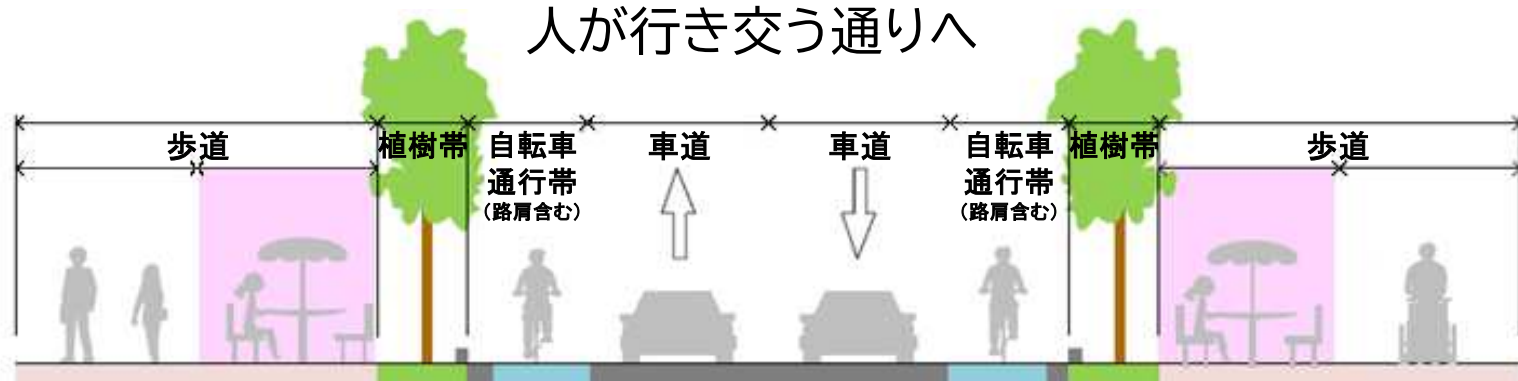 人が行き交う通りへ
歩道
植樹帯
自転車
通行帯
(路肩含む)
車道
車道
自転車
通行帯
(路肩含む)
植樹帯
歩道